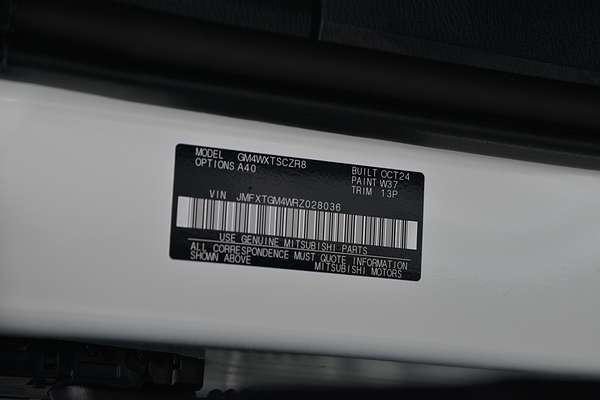 MODEL GM4WXTSCZR8
OPTIONS A40
BUILT OCT24
PAINT W37
TRIM 13P
VIN JMFXTGM4WRZ028036
USE GENUINE MITSUBISHI PARTS
ALL CORRESPONDENCE MUST QUOTE INFORMATION
SHOWN ABOVE MITSUBISHI MOTORS